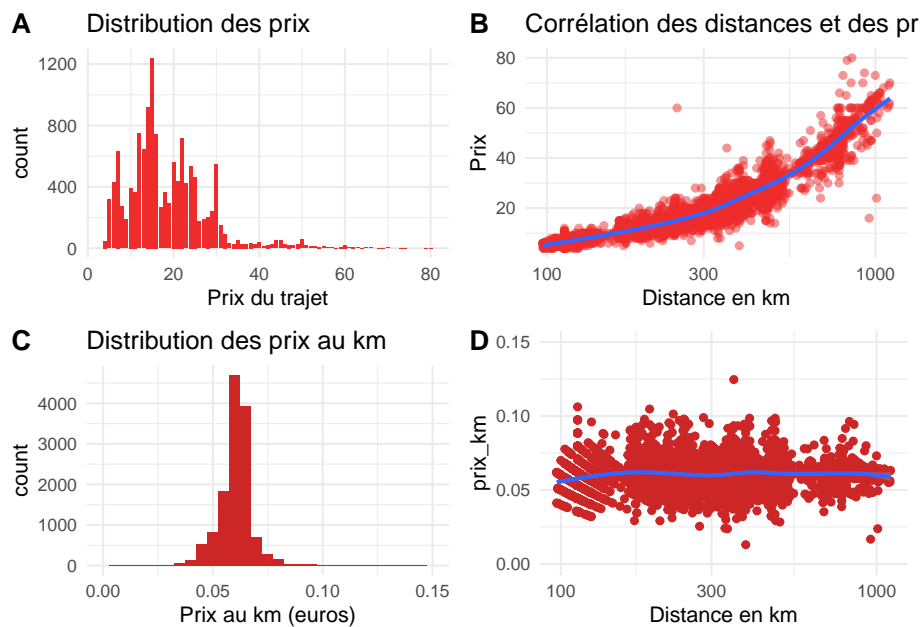 A
Distribution des prix
1200
800
400
0
count
0 20 40 60 80
Prix du trajet
B
Corrélation des distances et des pr
80
60
40
20
Prix
100 300 1000
Distance en km
C
Distribution des prix au km
4000
3000
2000
1000
0
count
0.00 0.05 0.10 0.15
Prix au km (euros)
D
0.15
0.10
0.05
0.00
prix_km
100 300 1000
Distance en km